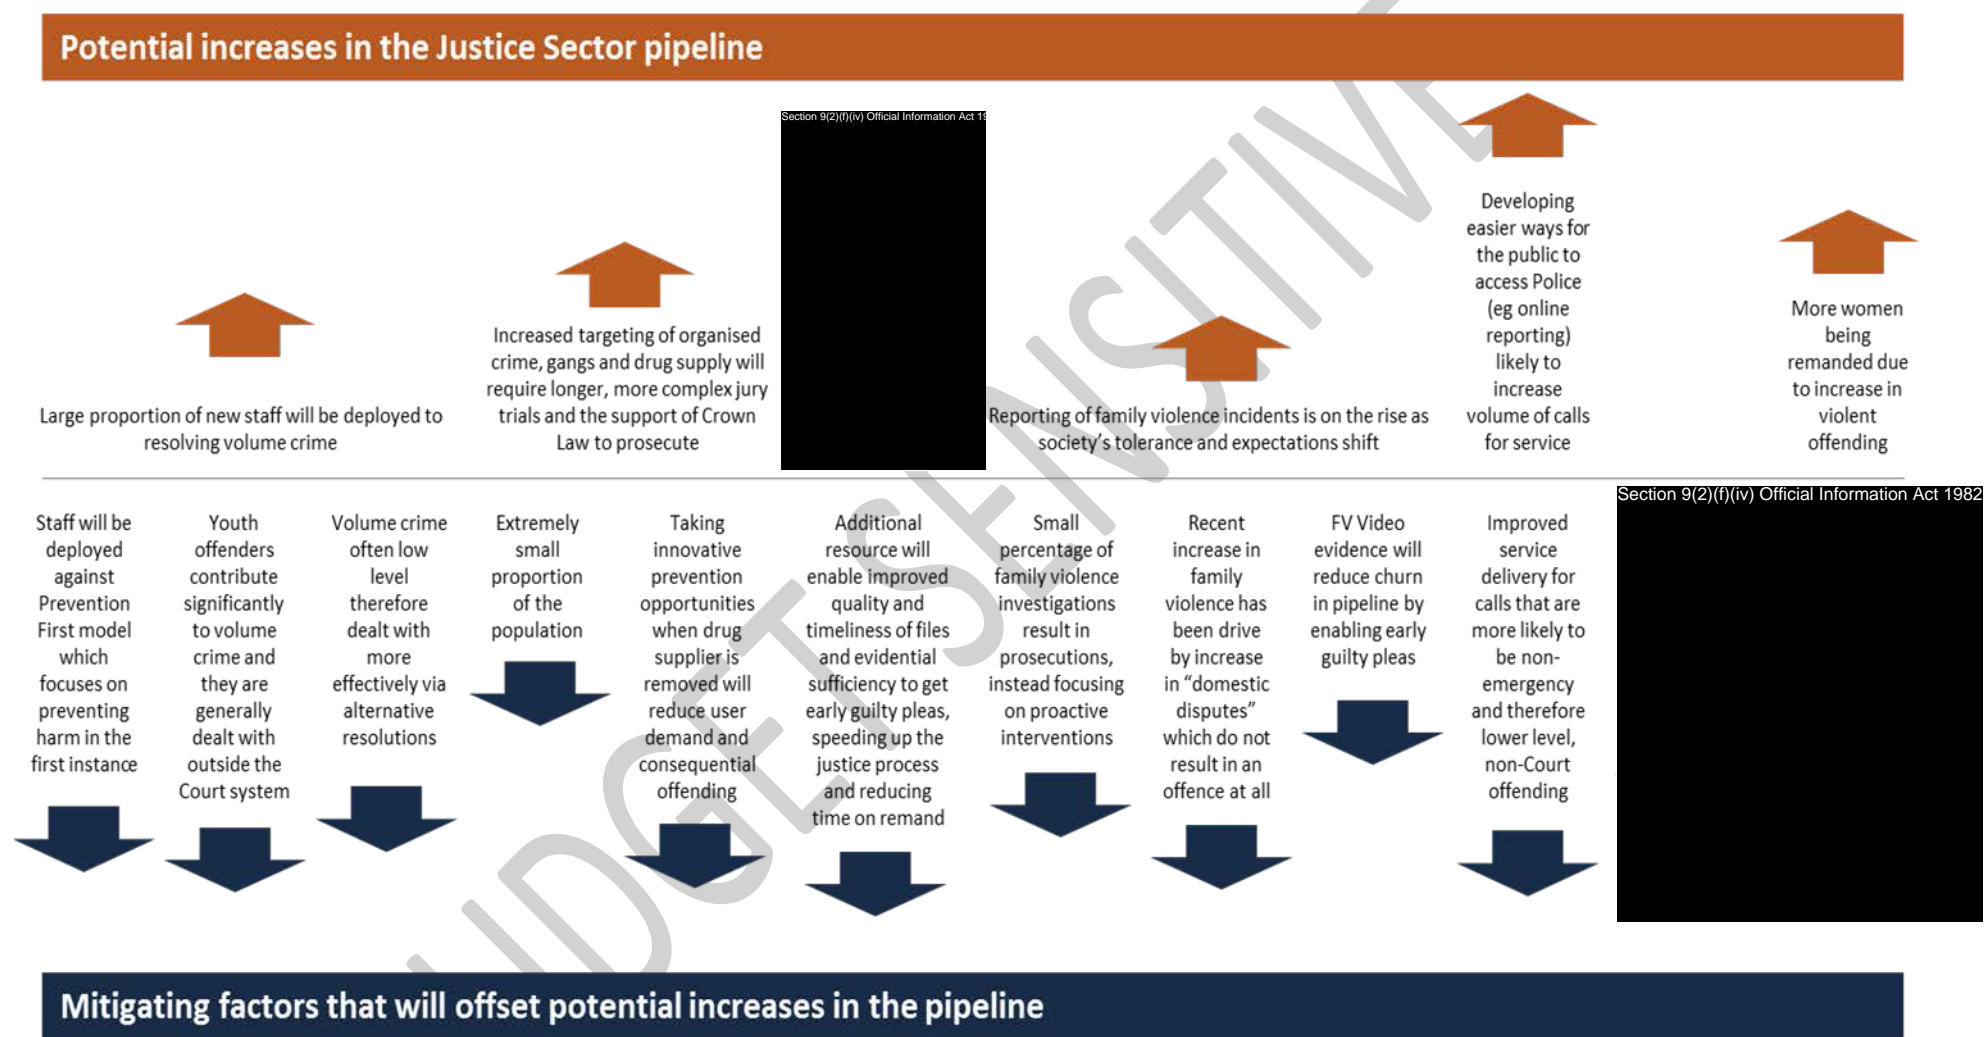 Potential increases in the Justice Sector pipeline
Section 9(2)(f)(iv) Official Information Act
Large proportion of new staff will be deployed to
resolving volume crime
Increased targeting of organised
crime, gangs and drug supply will
require longer, more complex jury
trials and the support of Crown
Law to prosecute
Reporting of family violence incidents is on the rise as
society's tolerance and expectations shift
Developing
easier ways for
the public to
access Police
(eg online
reporting)
likely to
increase
volume of calls
for service
More women
being
remanded due
to increase in
violent
offending
Staff will be
deployed
against
Prevention
First model
which
focuses on
preventing
harm in the
first instance
Youth
offenders
contribute
significantly
to volume
crime and
they are
generally
dealt with
outside the
Court system
Volume crime
often low
level
therefore
dealt with
more
effectively via
alternative
resolutions
Extremely
small
proportion
of the
population
Taking
innovative
prevention
opportunities
when drug
supplier is
removed will
reduce user
demand and
consequential
offending
Additional
resource will
enable improved
quality and
timeliness of files
and evidential
sufficiency to get
early guilty pleas,
speeding up the
justice process
and reducing
time on remand
Small
percentage of
family violence
investigations
result in
prosecutions,
instead focusing
on proactive
interventions
Recent
increase in
family
violence has
been drive
by increase
in "domestic
disputes"
which do not
result in an
offence at all
FV Video
evidence will
reduce churn
in pipeline by
enabling early
guilty pleas
Improved
service
delivery for
calls that are
more likely to
be non-
emergency
and therefore
lower level,
non-Court
offending
Section 9(2)(f)(iv) Official Information Act 1982
Mitigating factors that will offset potential increases in the pipeline
SENSITIVE